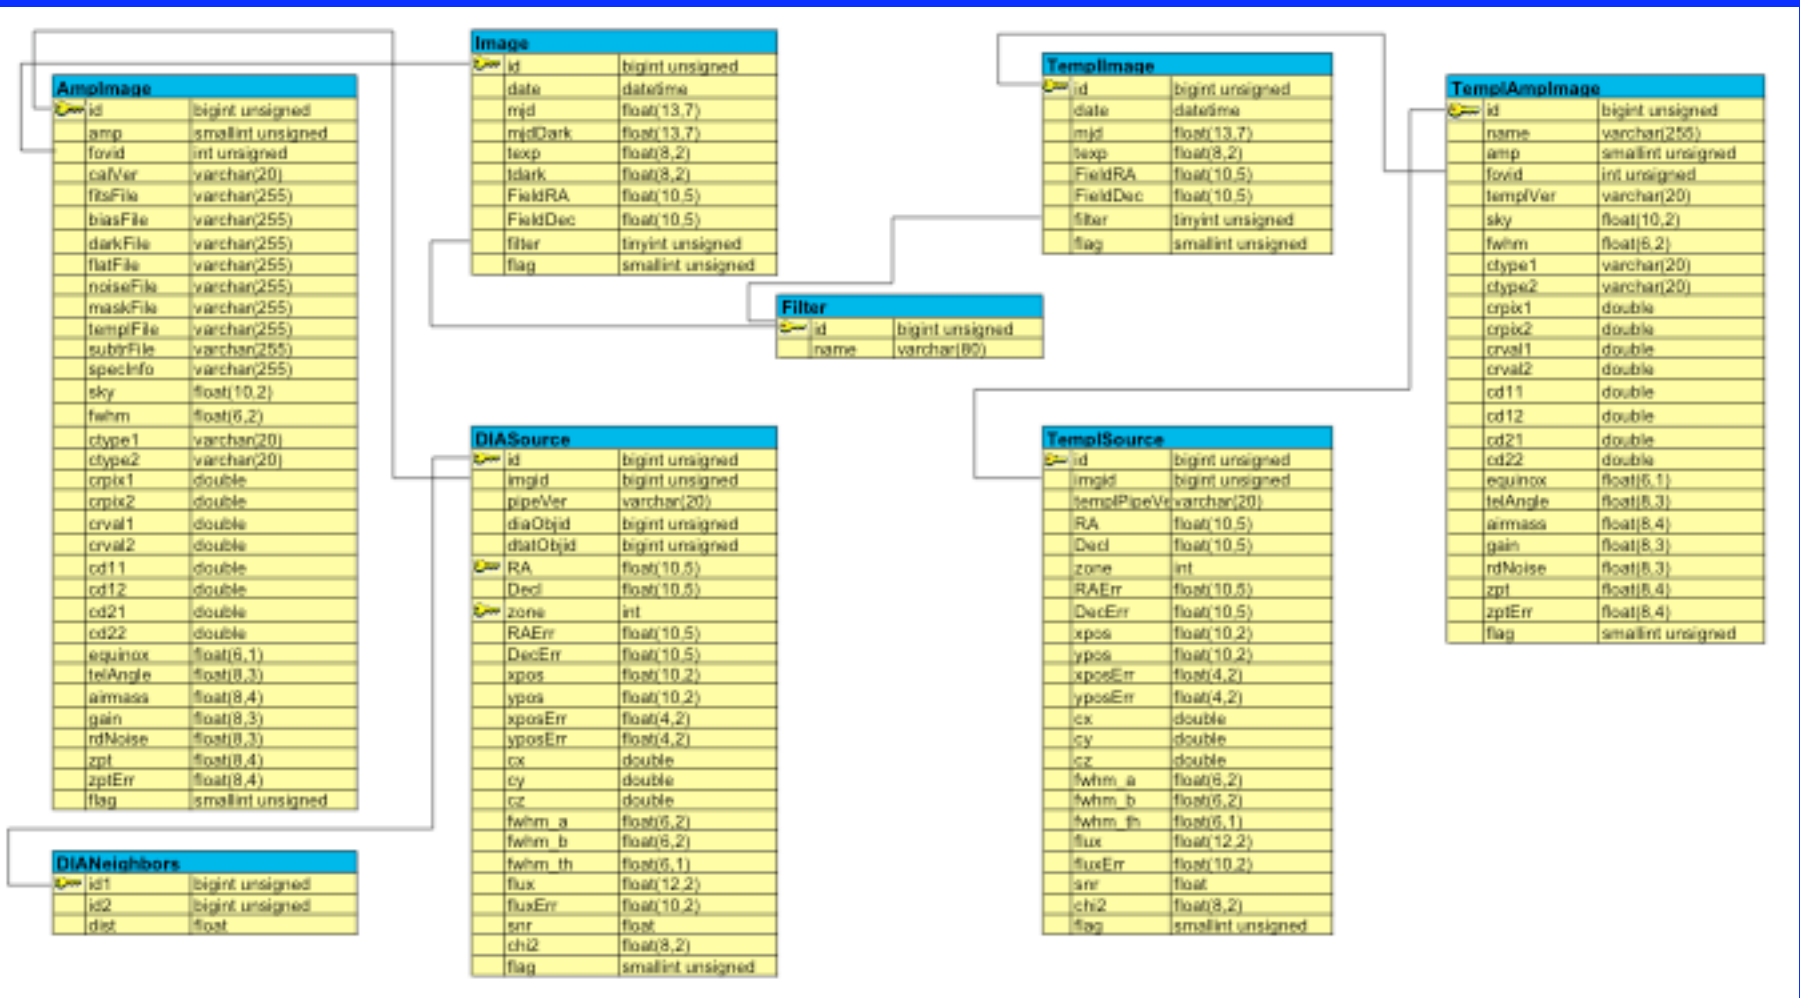 AmpImage
id bigint unsigned
amp smallint unsigned
fovid int unsigned
calVer varchar(20)
fitsFile varchar(255)
biasFile varchar(255)
darkFile varchar(255)
flatFile varchar(255)
noiseFile varchar(255)
maskFile varchar(255)
templFile varchar(255)
subtrFile varchar(255)
specInfo varchar(255)
sky float(10,2)
fwhm float(6,2)
ctype1 varchar(20)
ctype2 varchar(20)
crpix1 double
crpix2 double
crval1 double
crval2 double
cd11 double
cd12 double
cd21 double
cd22 double
equinox float(6,1)
telAngle float(8,3)
airmass float(8,4)
gain float(8,3)
rdNoise float(8,3)
zpt float(8,4)
zptErr float(8,4)
flag smallint unsigned
DIANeighbors
id1 bigint unsigned
id2 bigint unsigned
dist float
Image
id bigint unsigned
date datetime
mjd float(13,7)
mjdDark float(13,7)
texp float(8,2)
tdark float(8,2)
FieldRA float(10,5)
FieldDec float(10,5)
filter tinyint unsigned
flag smallint unsigned
Filter
id bigint unsigned
name varchar(80)
DIASource
id bigint unsigned
imgid bigint unsigned
pipeVer varchar(20)
diaObjid bigint unsigned
dtatObjid bigint unsigned
RA float(10,5)
Decl float(10,5)
zone int
RAErr float(10,5)
DecErr float(10,5)
xpos float(10,2)
ypos float(10,2)
xposErr float(4,2)
yposErr float(4,2)
cx double
cy double
cz double
fwhm_a float(6,2)
fwhm_b float(6,2)
fwhm_th float(6,1)
flux float(12,2)
fluxErr float(10,2)
snr float
chi2 float(8,2)
flag smallint unsigned
TemplImage
id bigint unsigned
date datetime
mjd float(13,7)
texp float(8,2)
FieldRA float(10,5)
FieldDec float(10,5)
filter tinyint unsigned
flag smallint unsigned
TemplSource
id bigint unsigned
imgid bigint unsigned
templPipeVe varchar(20)
RA float(10,5)
Decl float(10,5)
zone int
RAErr float(10,5)
DecErr float(10,5)
xpos float(10,2)
ypos float(10,2)
xposErr float(4,2)
yposErr float(4,2)
cx double
cy double
cz double
fwhm_a float(6,2)
fwhm_b float(6,2)
fwhm_th float(6,1)
flux float(12,2)
fluxErr float(10,2)
snr float
chi2 float(8,2)
flag smallint unsigned
TemplAmpImage
id bigint unsigned
name varchar(255)
amp smallint unsigned
fovid int unsigned
templVer varchar(20)
sky float(10,2)
fwhm float(6,2)
ctype1 varchar(20)
ctype2 varchar(20)
crpix1 double
crpix2 double
crval1 double
crval2 double
cd11 double
cd12 double
cd21 double
cd22 double
equinox float(6,1)
telAngle float(8,3)
airmass float(8,4)
gain float(8,3)
rdNoise float(8,3)
zpt float(8,4)
zptErr float(8,4)
flag smallint unsigned